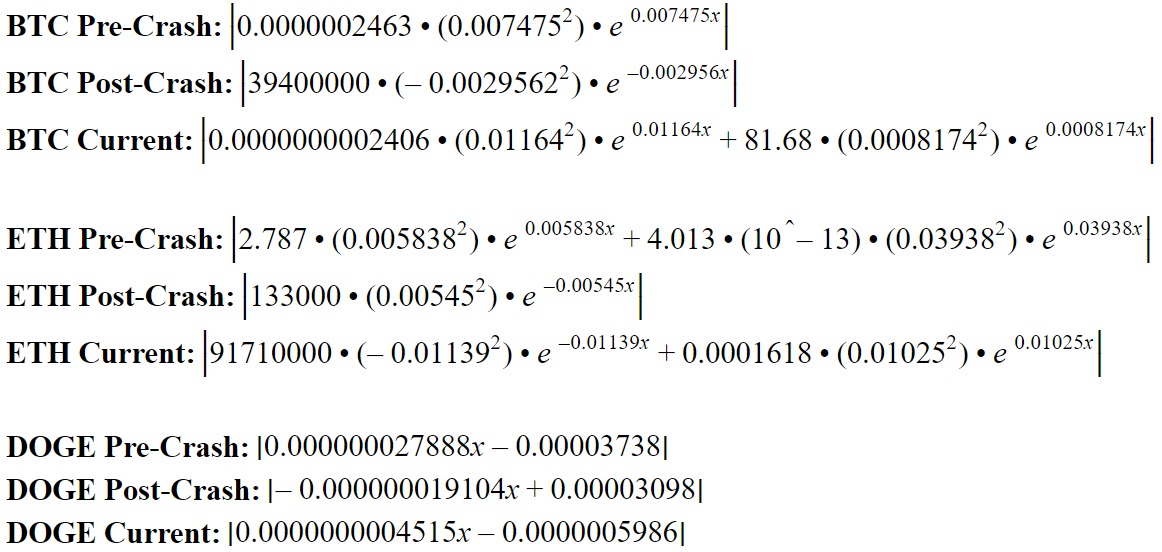 BTC Pre-Crash: |0.0000002463 • (0.007475²) • e^0.007475x|
BTC Post-Crash: |39400000 • (– 0.0029562²) • e^–0.002956x|
BTC Current: |0.0000000002406 • (0.01164²) • e^0.01164x + 81.68 • (0.0008174²) • e^0.0008174x|
ETH Pre-Crash: |2.787 • (0.005838²) • e^0.005838x + 4.013 • (10^ – 13) • (0.03938²) • e^0.03938x|
ETH Post-Crash: |133000 • (0.00545²) • e^–0.00545x|
ETH Current: |91710000 • (– 0.01139²) • e^–0.01139x + 0.0001618 • (0.01025²) • e^0.01025x|
DOGE Pre-Crash: |0.000000027888x – 0.00003738|
DOGE Post-Crash: |– 0.000000019104x + 0.00003098|
DOGE Current: |0.0000000004515x – 0.0000005986|